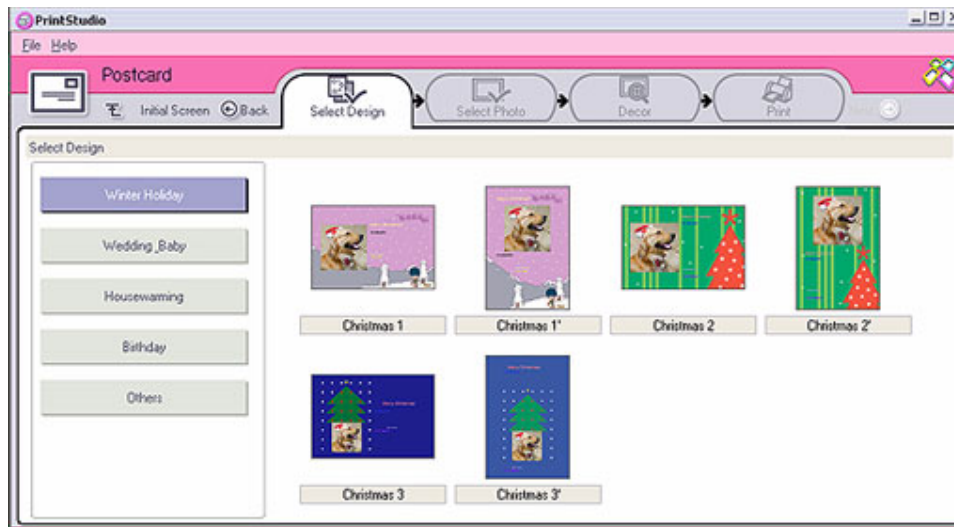 PrintStudio
File Help
Postcard
Initial Screen Back
Select Design Select Photo Decor Print
Select Design
Winter Holiday
Wedding_Baby
Housewarming
Birthday
Others
Christmas 1 Christmas 1' Christmas 2 Christmas 2'
Christmas 3 Christmas 3'